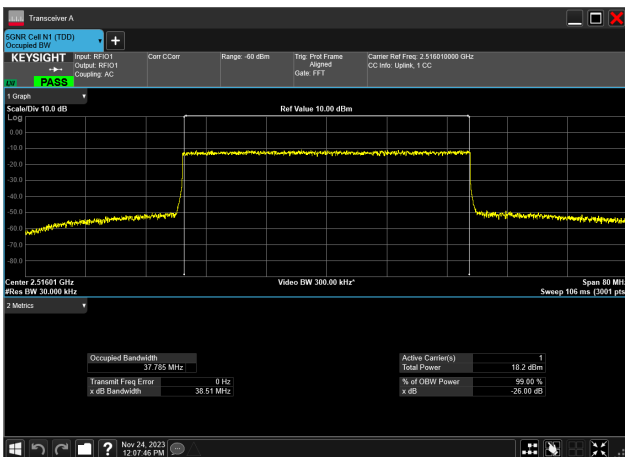 Transceiver A
5GNR Cell N1 (TDD)
Occupied BW
KEYSIGHT
PASS
Input: RFIO1
Output: RFIO1
Coupling: AC
Corr CCorr
Range: -60 dBm
Trig: Prot Frame
Aligned
Gate: FFT
Carrier Ref Freq: 2.516010000 GHz
CC Info: Uplink, 1 CC
1 Graph
Scale/Div 10.0 dB
Ref Value 10.00 dBm
Log
0.00
-10.0
-20.0
-30.0
-40.0
-50.0
-60.0
-70.0
-80.0
Center 2.51601 GHz
Video BW 300.00 kHz*
Span 80 MHz
#Res BW 30.000 kHz
Sweep 106 ms (3001 pts
2 Metrics
Occupied Bandwidth
37.785 MHz
Transmit Freq Error 0 Hz
x dB Bandwidth 38.51 MHz
Active Carrier(s) 1
Total Power 18.2 dBm
% of OBW Power 99.00 %
x dB -26.00 dB
Nov 24, 2023
12:07:46 PM